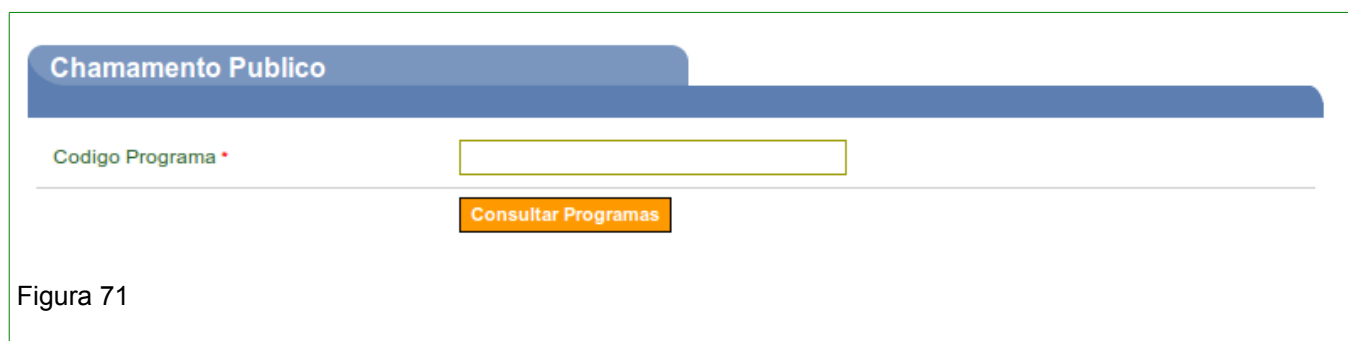 Chamamento Publico
Codigo Programa *
Consultar Programas
Figura 71